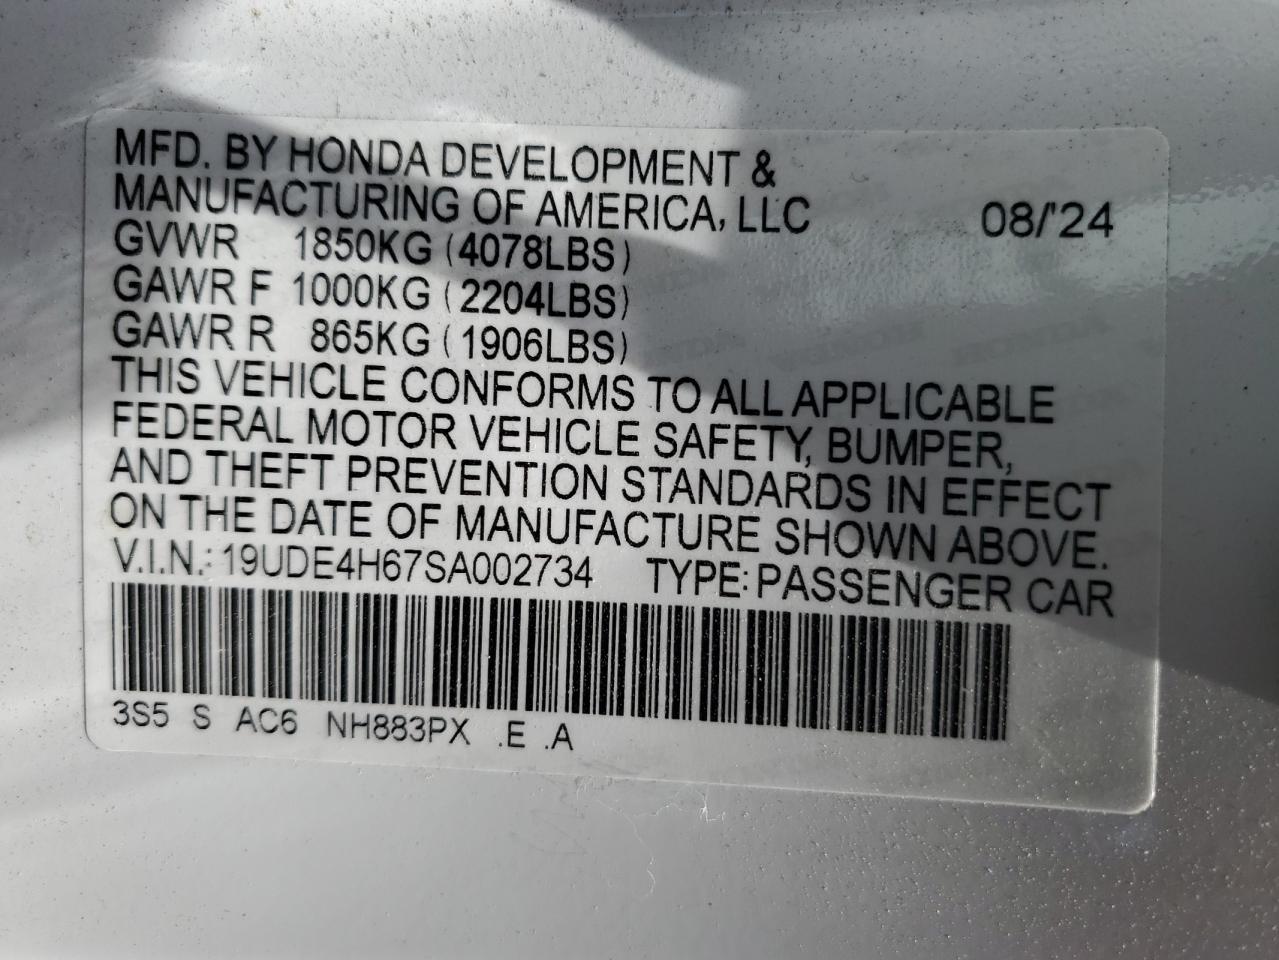 MFD. BY HONDA DEVELOPMENT &
MANUFACTURING OF AMERICA, LLC 08/'24
GVWR 1850KG (4078LBS)
GAWR F 1000KG (2204LBS)
GAWR R 865KG (1906LBS)
THIS VEHICLE CONFORMS TO ALL APPLICABLE
FEDERAL MOTOR VEHICLE SAFETY, BUMPER,
AND THEFT PREVENTION STANDARDS IN EFFECT
ON THE DATE OF MANUFACTURE SHOWN ABOVE.
V.I.N.: 19UDE4H67SA002734 TYPE: PASSENGER CAR
3S5 S AC6 NH883PX .E .A